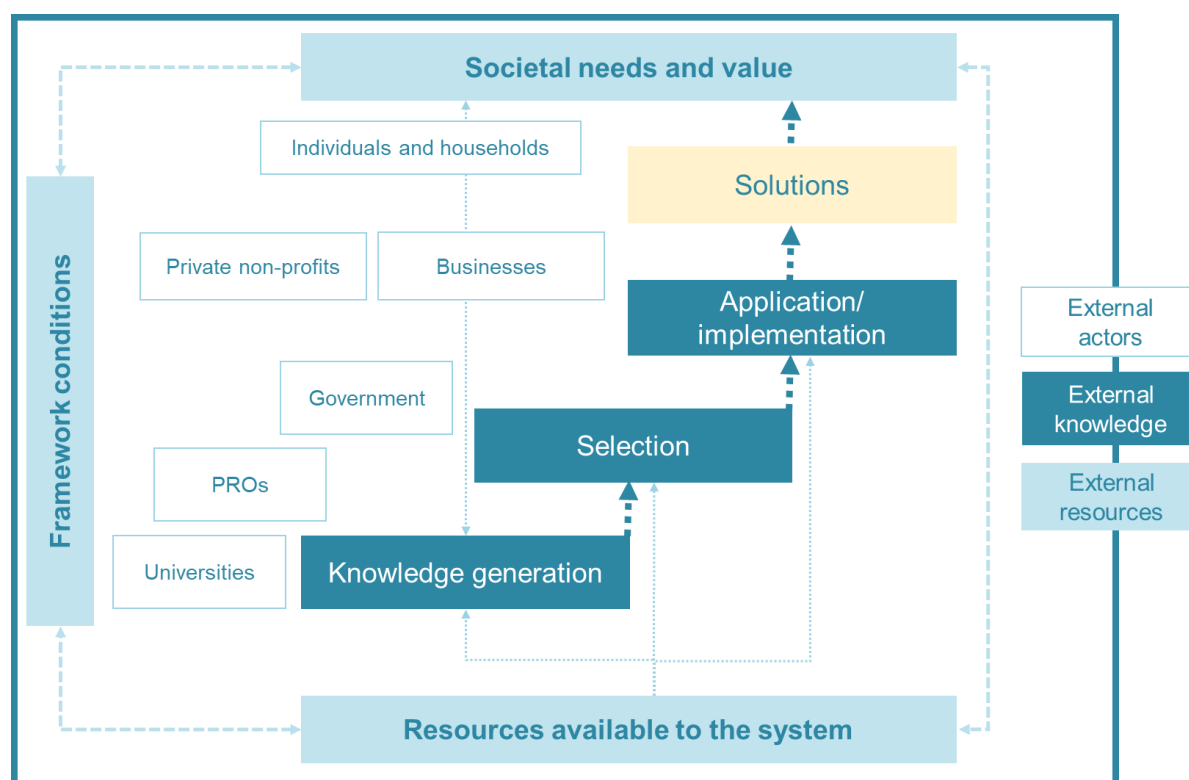 Societal needs and value
Individuals and households
Solutions
Private non-profits
Businesses
Application/
implementation
Framework conditions
Government
Selection
PROs
Universities
Knowledge generation
Resources available to the system
External
actors
External
knowledge
External
resources